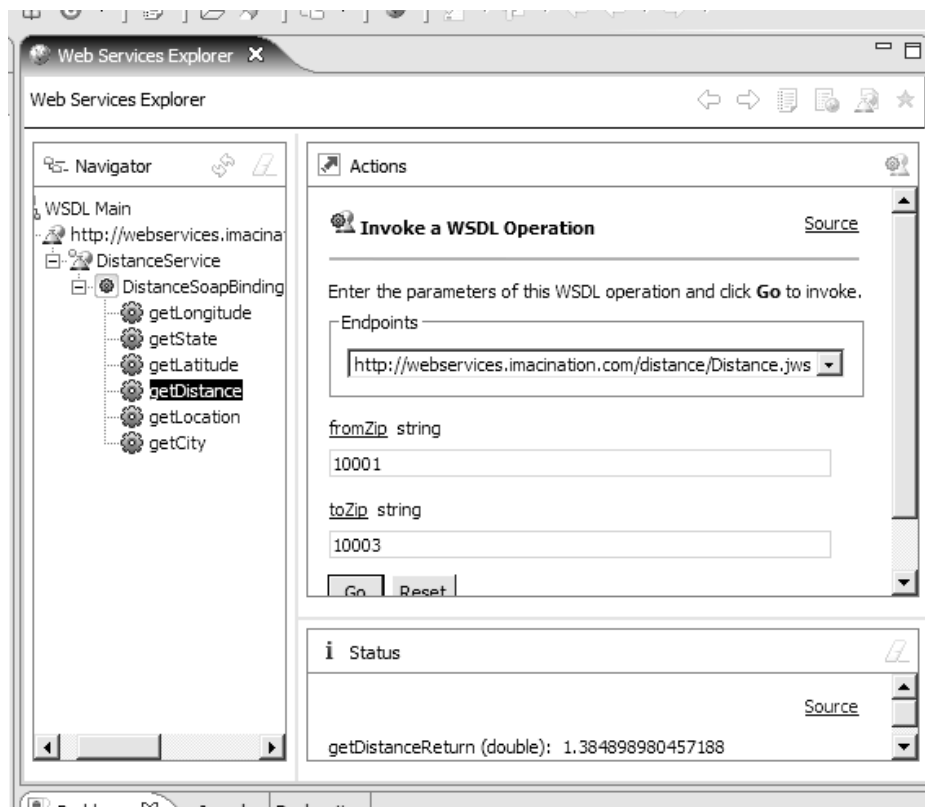 Web Services Explorer
Web Services Explorer
Navigator
WSDL Main
http://webservices.imacina
DistanceService
DistanceSoapBinding
getLongitude
getState
getLatitude
getDistance
getLocation
getCity
Actions
Invoke a WSDL Operation
Source
Enter the parameters of this WSDL operation and click Go to invoke.
Endpoints
http://webservices.imacination.com/distance/Distance.jws
fromZip string
10001
toZip string
10003
Go Reset
i Status
Source
getDistanceReturn (double): 1.384898980457188